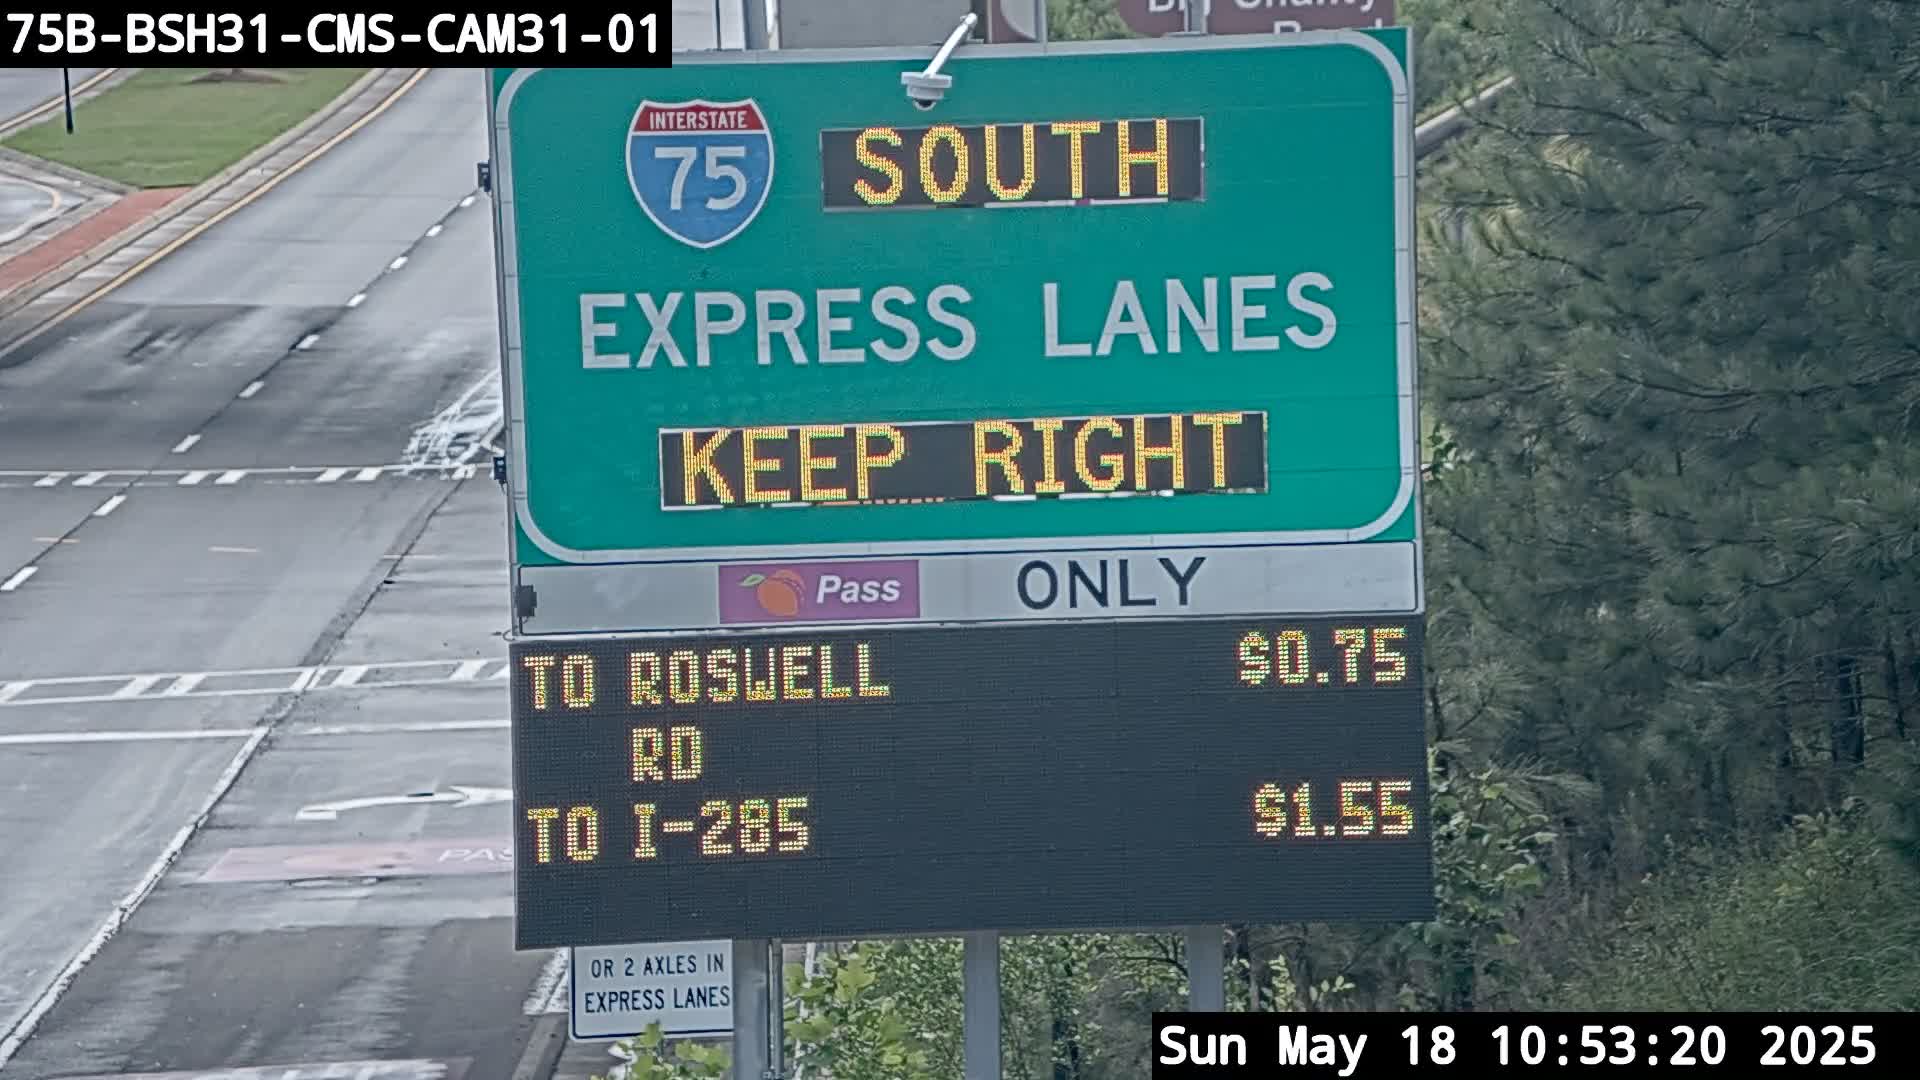 75B-BSH31-CMS-CAM31-01
INTERSTATE
75
SOUTH
EXPRESS LANES
KEEP RIGHT
Pass ONLY
TO ROSWELL $0.75
RD
TO I-285 $1.55
OR 2 AXLES IN
EXPRESS LANES
Sun May 18 10:53:20 2025